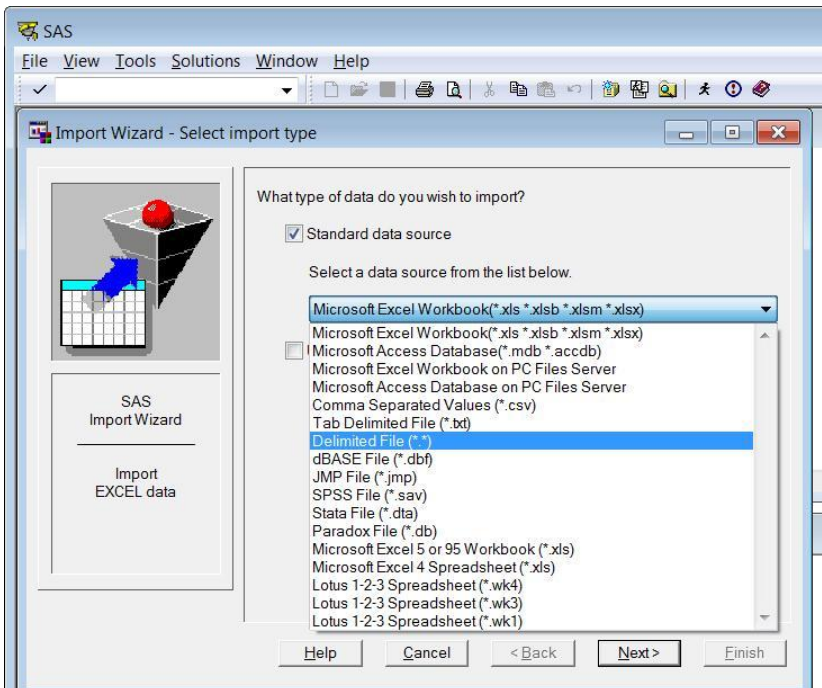 SAS
File View Tools Solutions Window Help
Import Wizard - Select import type
What type of data do you wish to import?
Standard data source
Select a data source from the list below.
Microsoft Excel Workbook(*.xls *.xlsb *.xlsm *.xlsx)
Microsoft Excel Workbook(*.xls *.xlsb *.xlsm *.xlsx)
Microsoft Access Database(*.mdb *.accdb)
Microsoft Excel Workbook on PC Files Server
Microsoft Access Database on PC Files Server
Comma Separated Values (*.csv)
Tab Delimited File (*.txt)
Delimited File (*.*)
dBASE File (*.dbf)
JMP File (*.jmp)
SPSS File (*.sav)
Stata File (*.dta)
Paradox File (*.db)
Microsoft Excel 5 or 95 Workbook (*.xls)
Microsoft Excel 4 Spreadsheet (*.xls)
Lotus 1-2-3 Spreadsheet (*.wk4)
Lotus 1-2-3 Spreadsheet (*.wk3)
Lotus 1-2-3 Spreadsheet (*.wk1)
SAS
Import Wizard
Import
EXCEL data
Help Cancel < Back Next > Finish